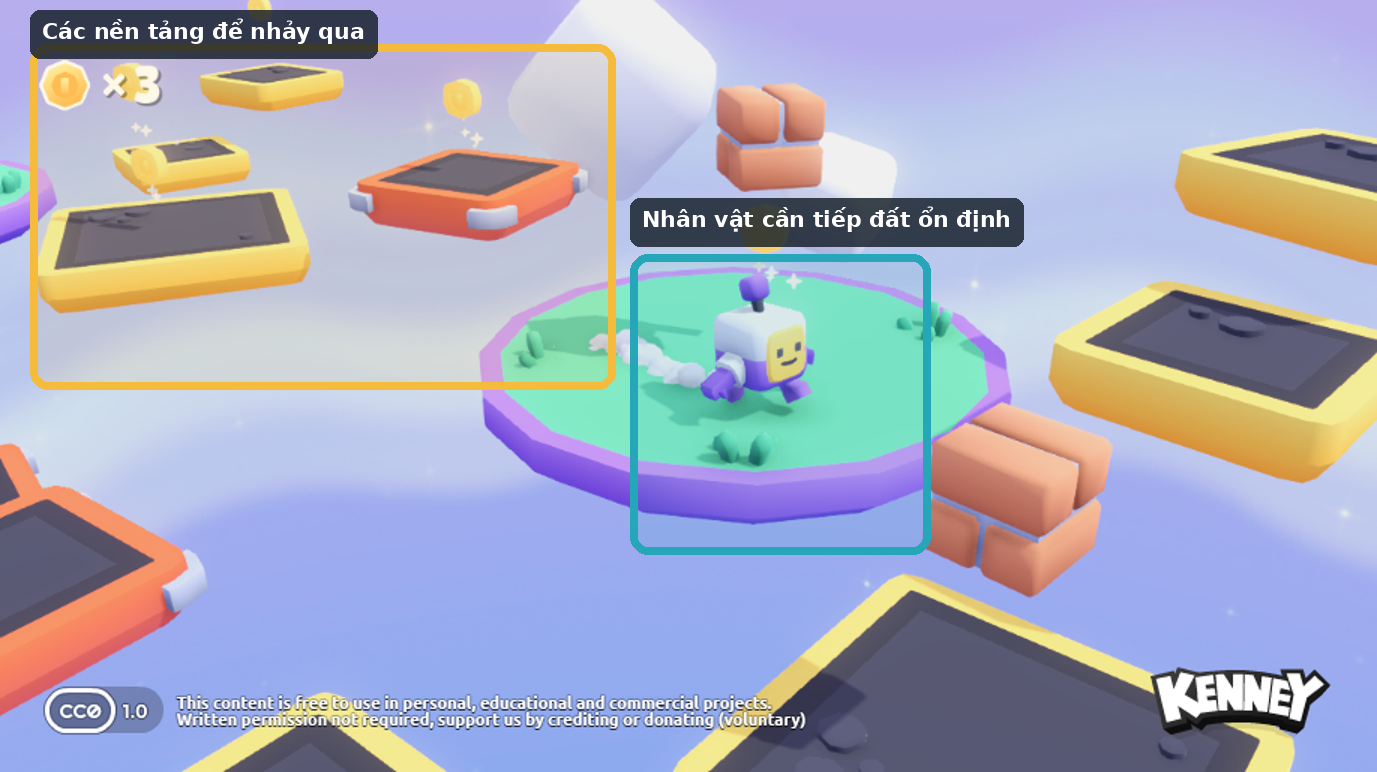 Các nền tảng để nhảy qua
×3
Nhân vật cần tiếp đất ổn định
CC0 1.0
This content is free to use in personal, educational and commercial projects.
Written permission not required, support us by crediting or donating (voluntary)
KENNEY